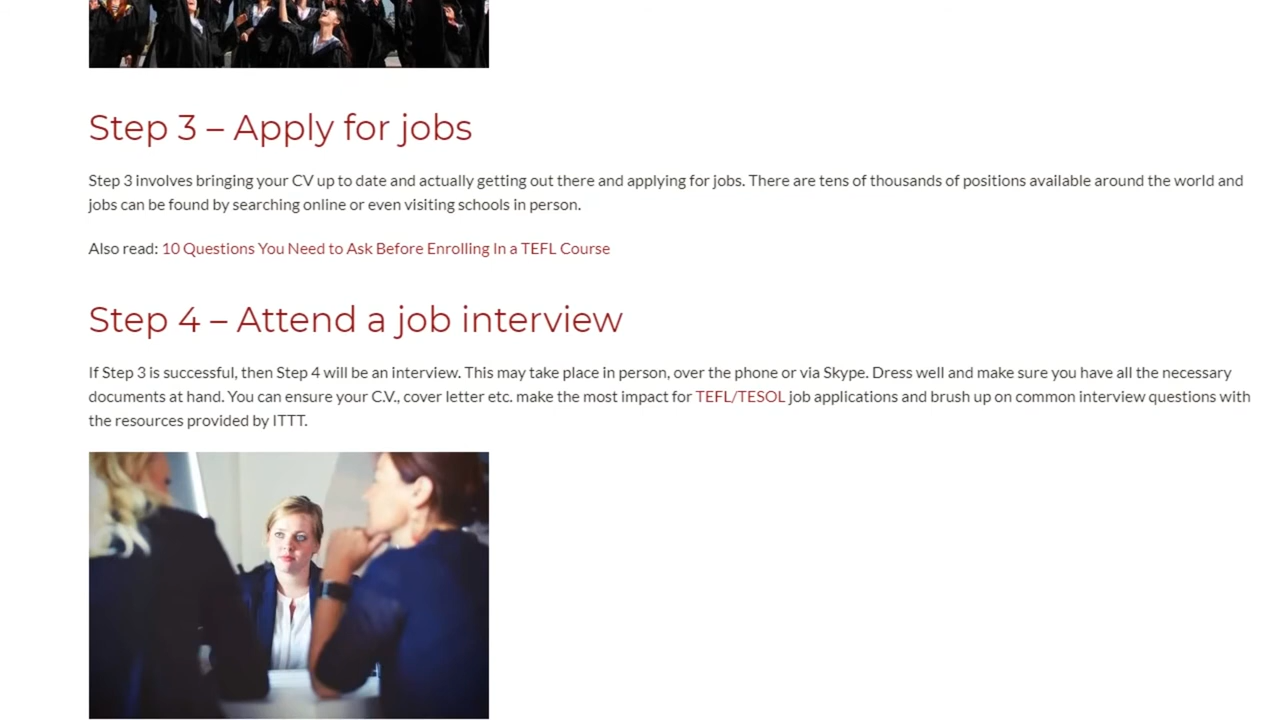 Step 3 – Apply for jobs
Step 3 involves bringing your CV up to date and actually getting out there and applying for jobs. There are tens of thousands of positions available around the world and
jobs can be found by searching online or even visiting schools in person.
Also read: 10 Questions You Need to Ask Before Enrolling In a TEFL Course
Step 4 – Attend a job interview
If Step 3 is successful, then Step 4 will be an interview. This may take place in person, over the phone or via Skype. Dress well and make sure you have all the necessary
documents at hand. You can ensure your C.V., cover letter etc. make the most impact for TEFL/TESOL job applications and brush up on common interview questions with
the resources provided by ITTT.